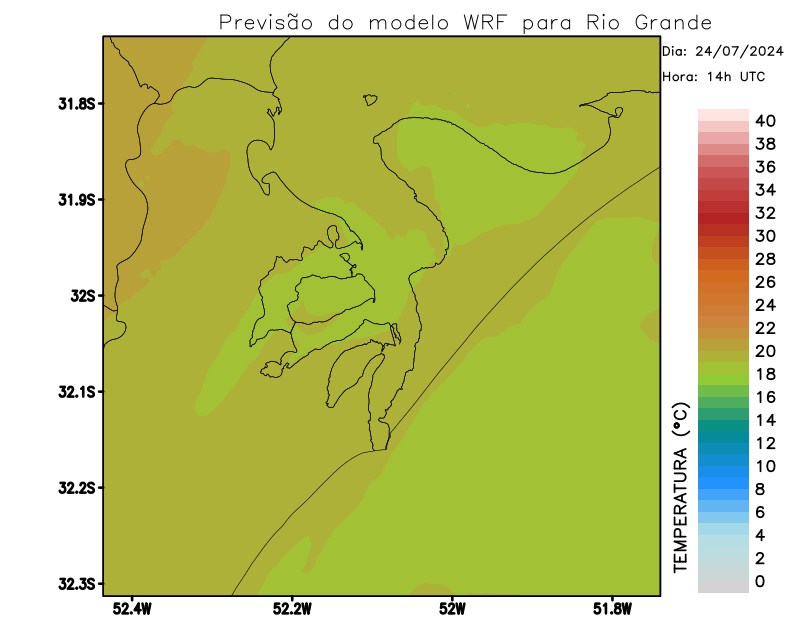 Previsão do modelo WRF para Rio Grande
Dia: 24/07/2024
Hora: 14h UTC
31.8S
31.9S
32S
32.1S
32.2S
32.3S
52.4W
52.2W
52W
51.8W
40
38
36
34
32
30
28
26
24
22
20
18
16
14
12
10
8
6
4
2
0
TEMPERATURA (°C)